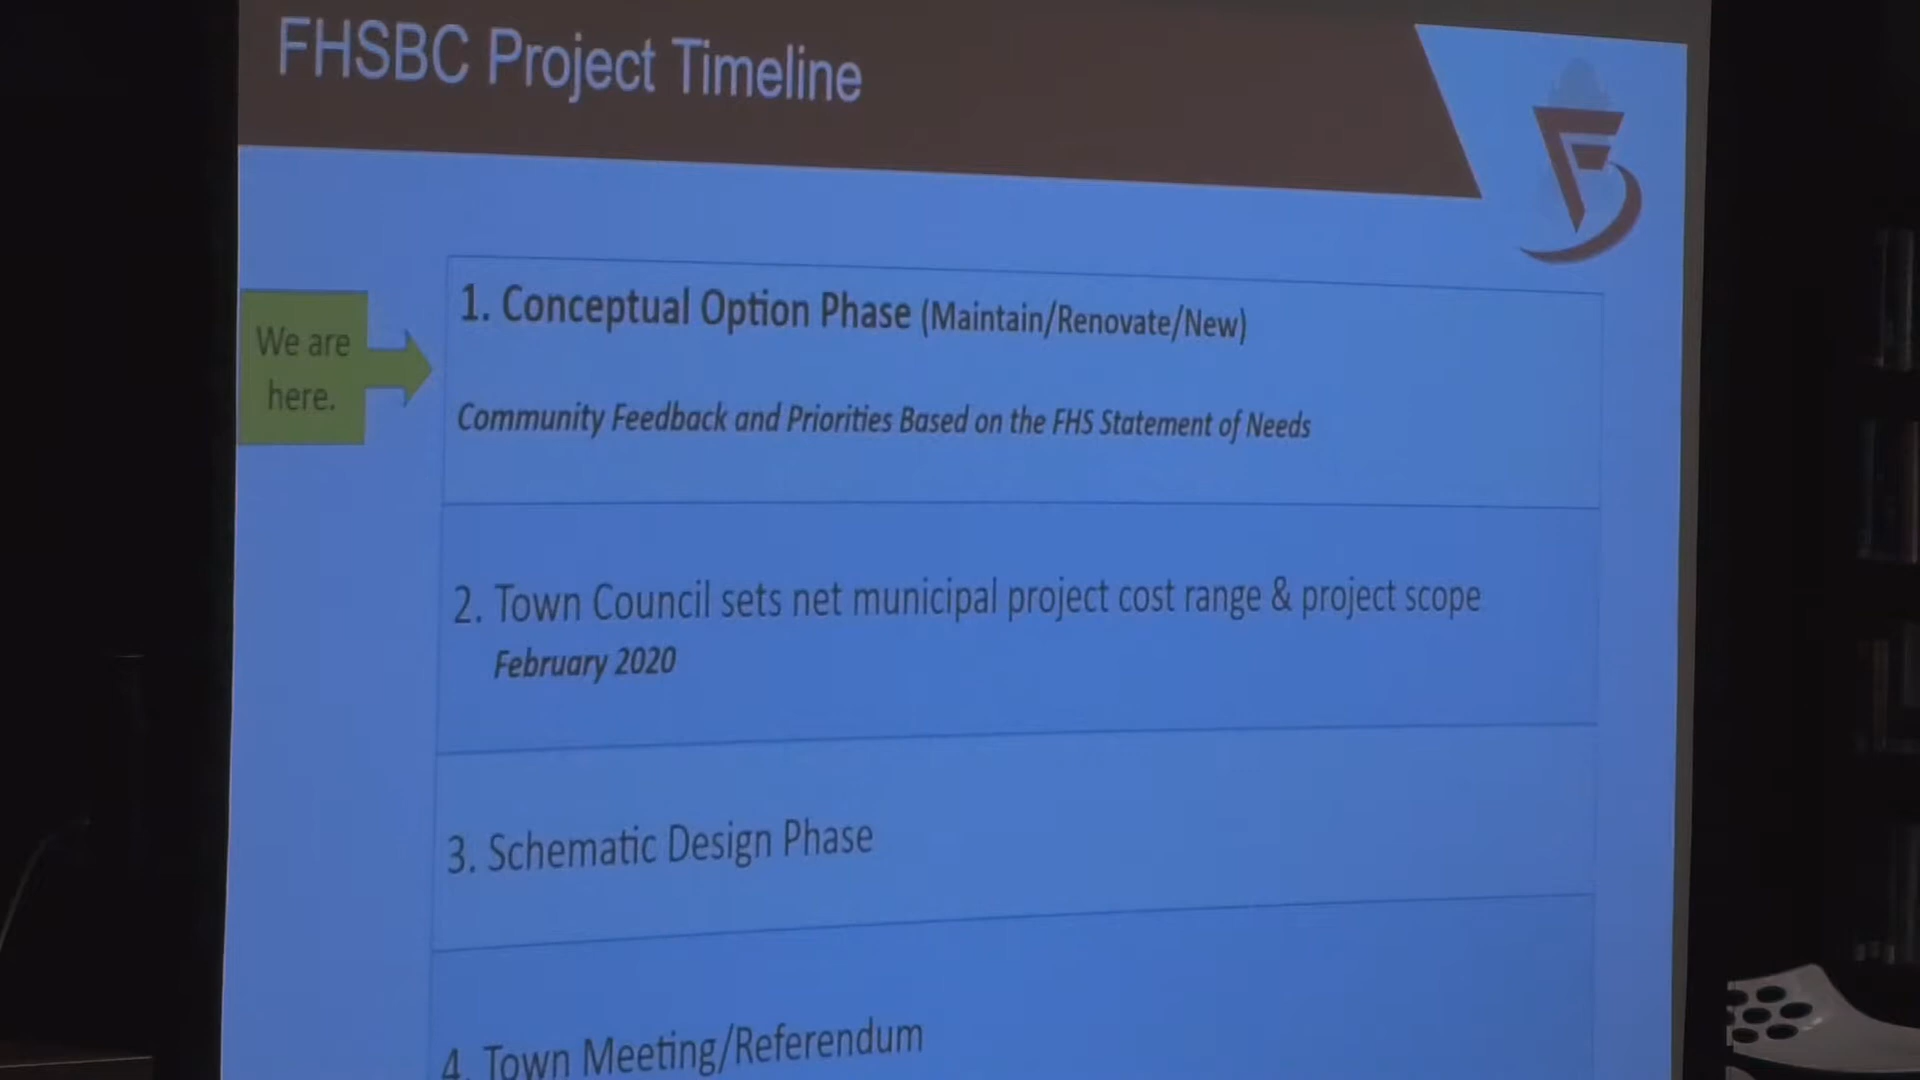 FHSBC Project Timeline
We are
here.
1. Conceptual Option Phase (Maintain/Renovate/New)
Community Feedback and Priorities Based on the FHS Statement of Needs
2. Town Council sets net municipal project cost range & project scope
February 2020
3. Schematic Design Phase
4. Town Meeting/Referendum